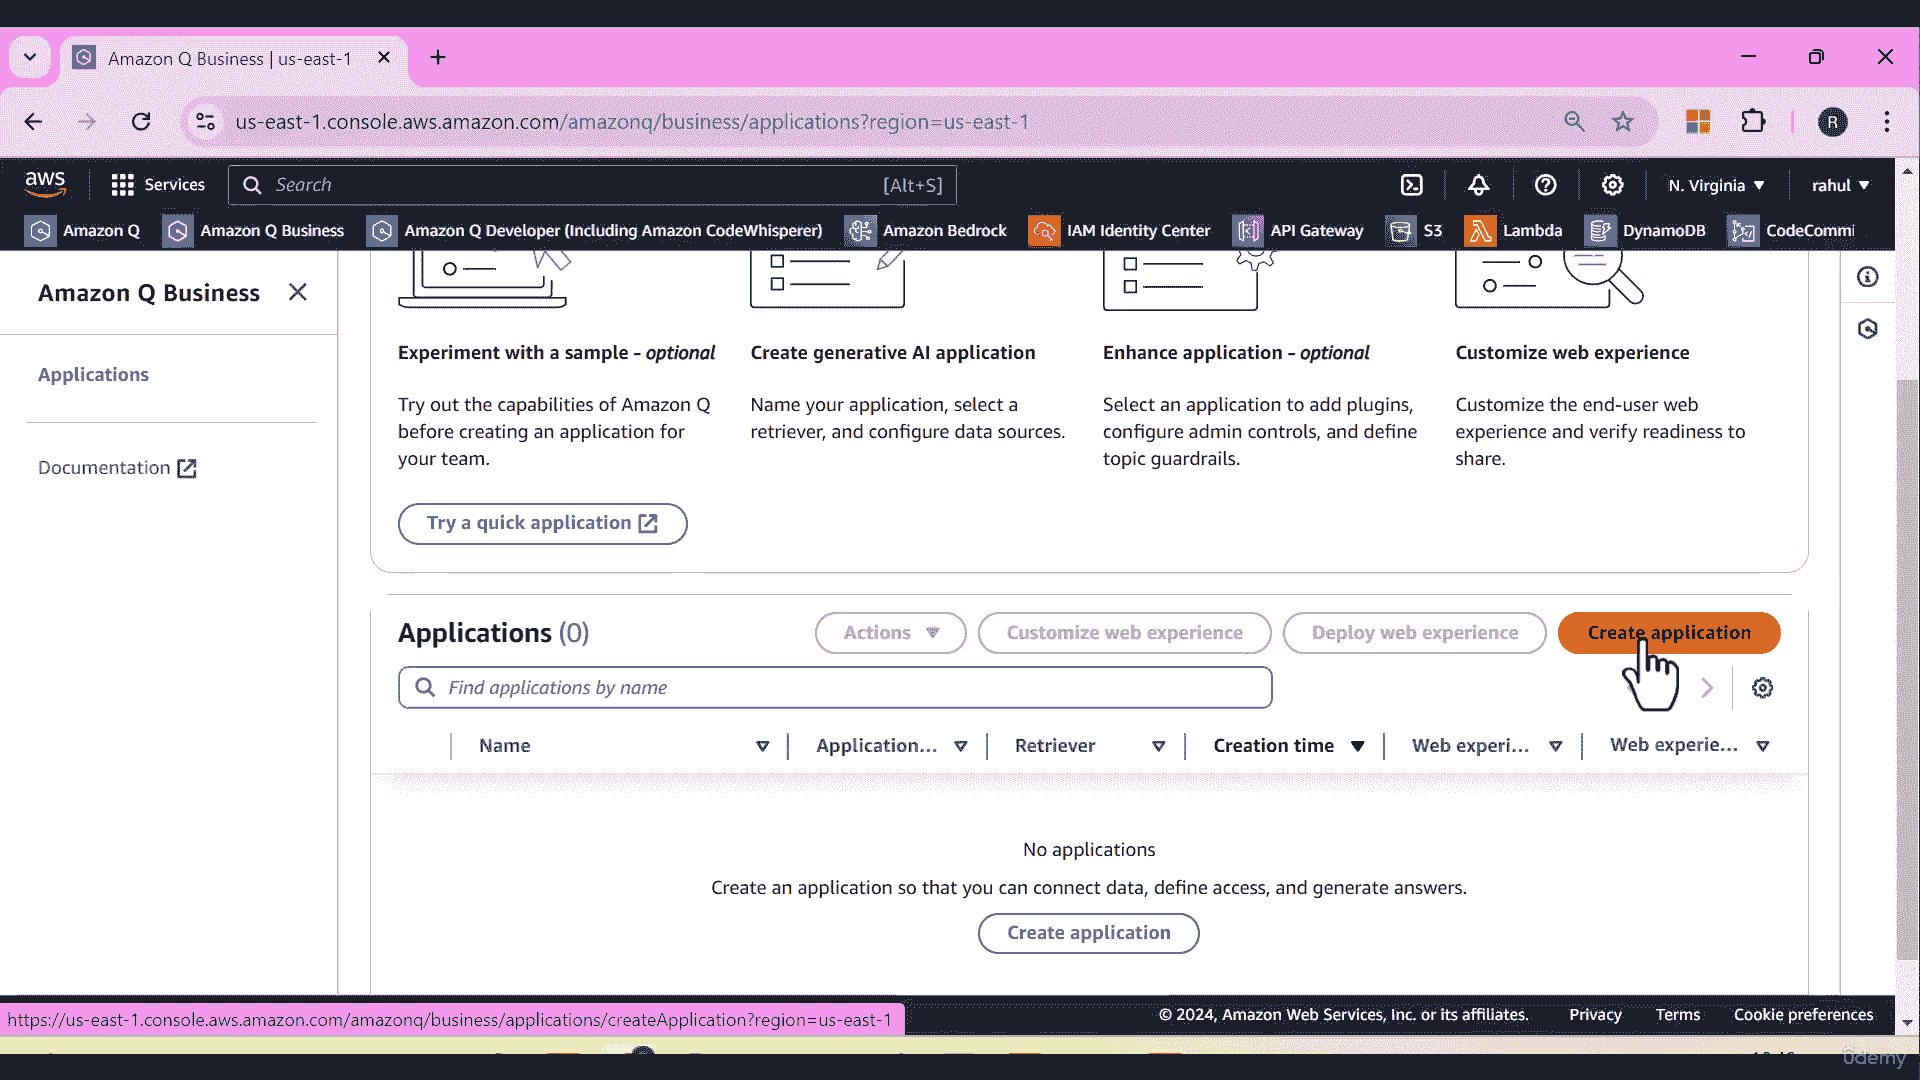 Amazon Q Business | us-east-1
us-east-1.console.aws.amazon.com/amazonq/business/applications?region=us-east-1
R
aws
Services
Search
[Alt+S]
N. Virginia
rahul
Amazon Q
Amazon Q Business
Amazon Q Developer (Including Amazon CodeWhisperer)
Amazon Bedrock
IAM Identity Center
API Gateway
S3
Lambda
DynamoDB
CodeCommi
Amazon Q Business
Applications
Documentation
Experiment with a sample - optional
Try out the capabilities of Amazon Q
before creating an application for
your team.
Try a quick application
Create generative AI application
Name your application, select a
retriever, and configure data sources.
Enhance application - optional
Select an application to add plugins,
configure admin controls, and define
topic guardrails.
Customize web experience
Customize the end-user web
experience and verify readiness to
share.
Applications (0)
Actions
Customize web experience
Deploy web experience
Create application
Find applications by name
Name
Application...
Retriever
Creation time
Web experi...
Web experie...
No applications
Create an application so that you can connect data, define access, and generate answers.
Create application
https://us-east-1.console.aws.amazon.com/amazonq/business/applications/createApplication?region=us-east-1
© 2024, Amazon Web Services, Inc. or its affiliates.
Privacy
Terms
Cookie preferences
ûdemy